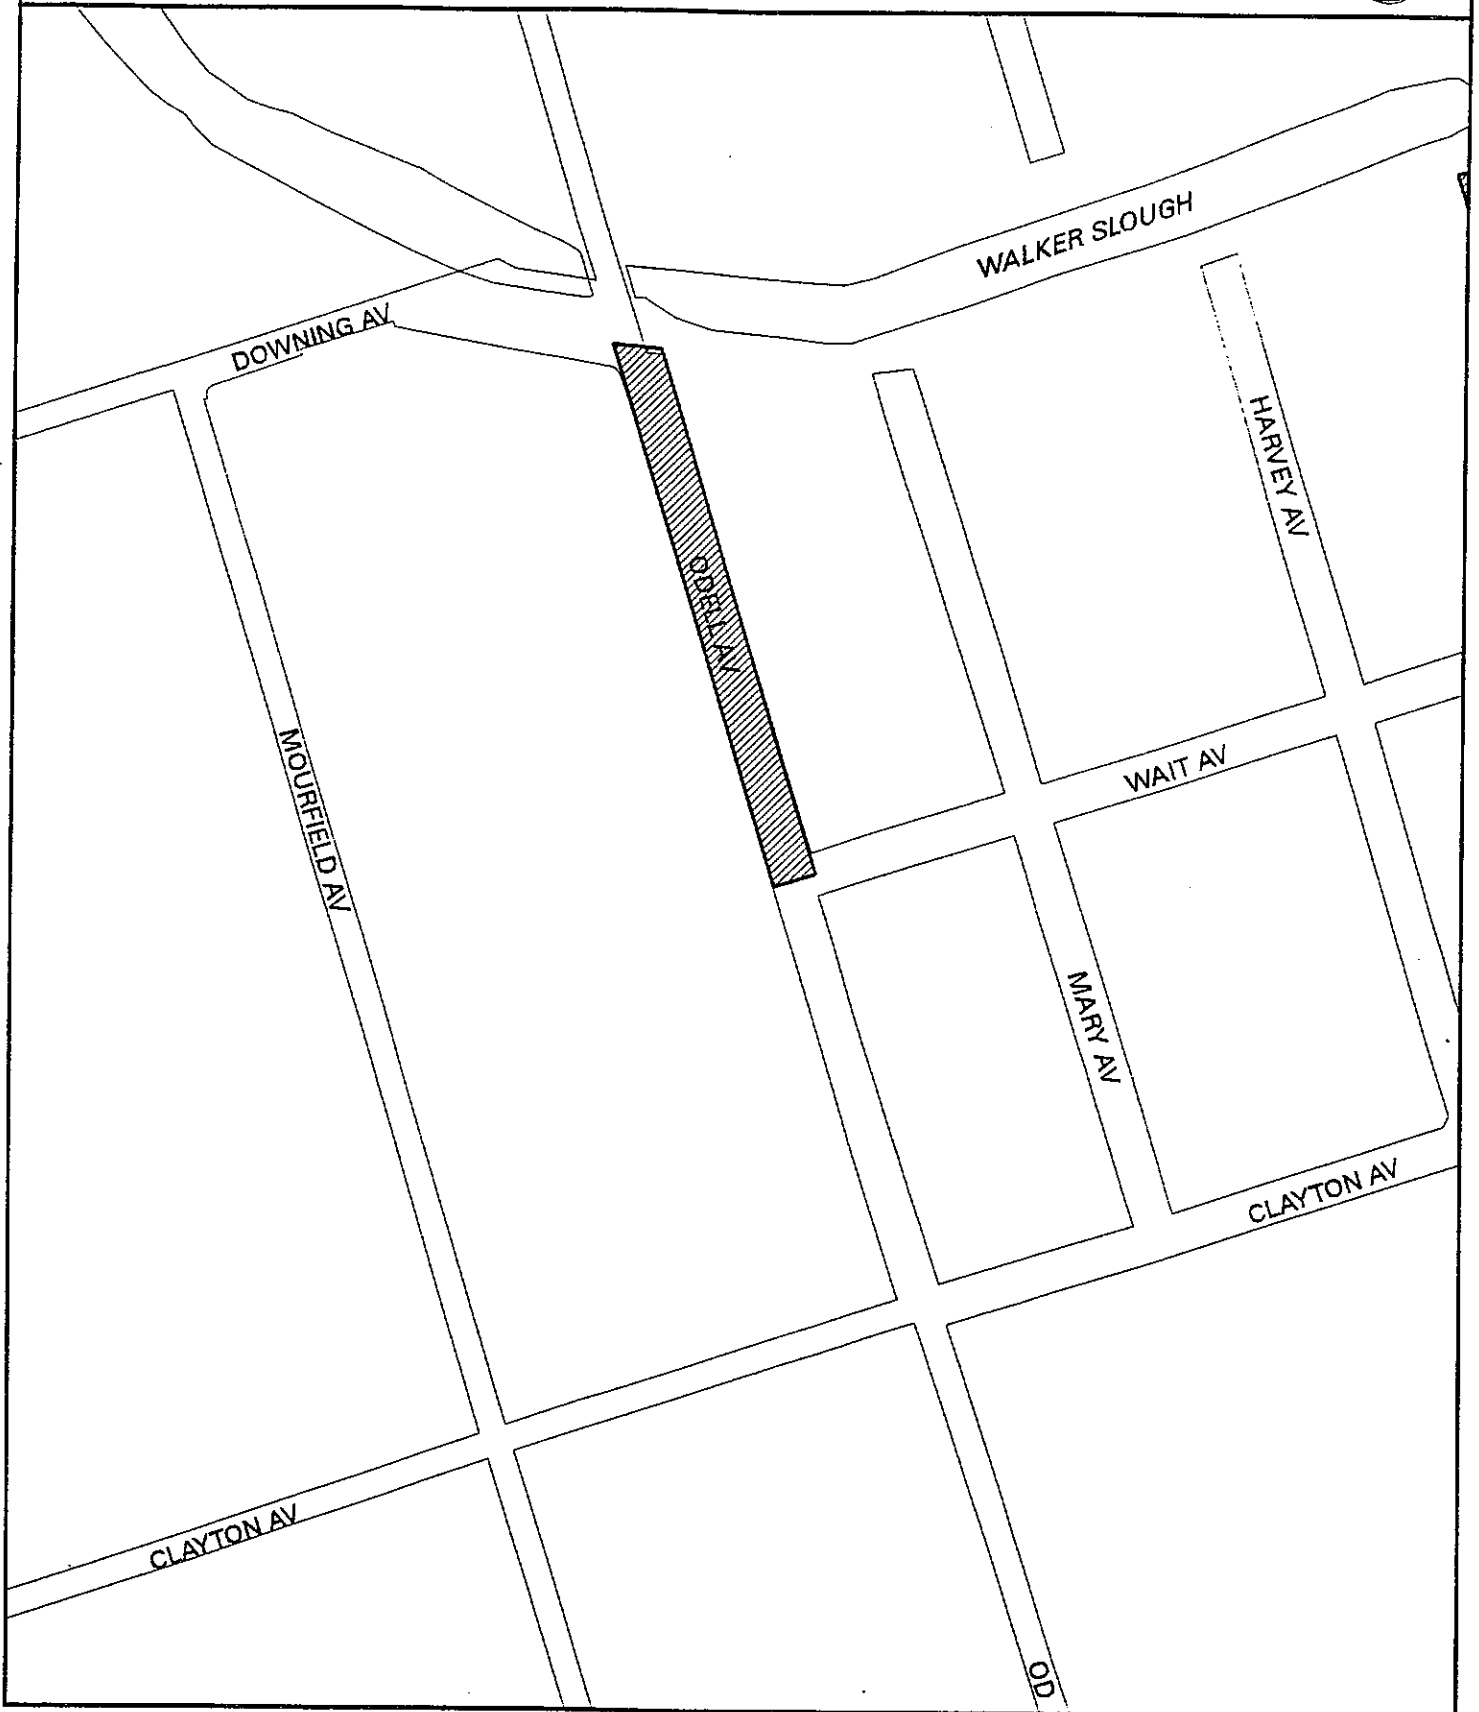 WALKER SLOUGH
DOWNING AV
HARVEY AV
ODELL AV
WAIT AV
MOURFIELD AV
MARY AV
CLAYTON AV
CLAYTON AV
OD